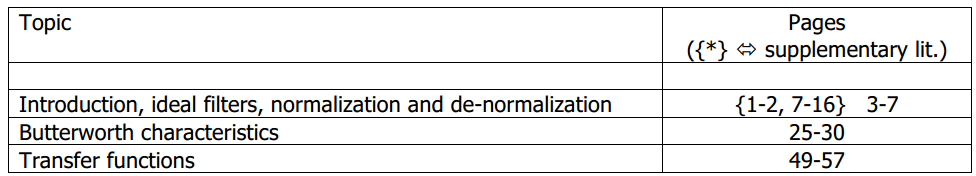 Topic Pages
({*} ⇔ supplementary lit.)
Introduction, ideal filters, normalization and de-normalization {1-2, 7-16} 3-7
Butterworth characteristics 25-30
Transfer functions 49-57